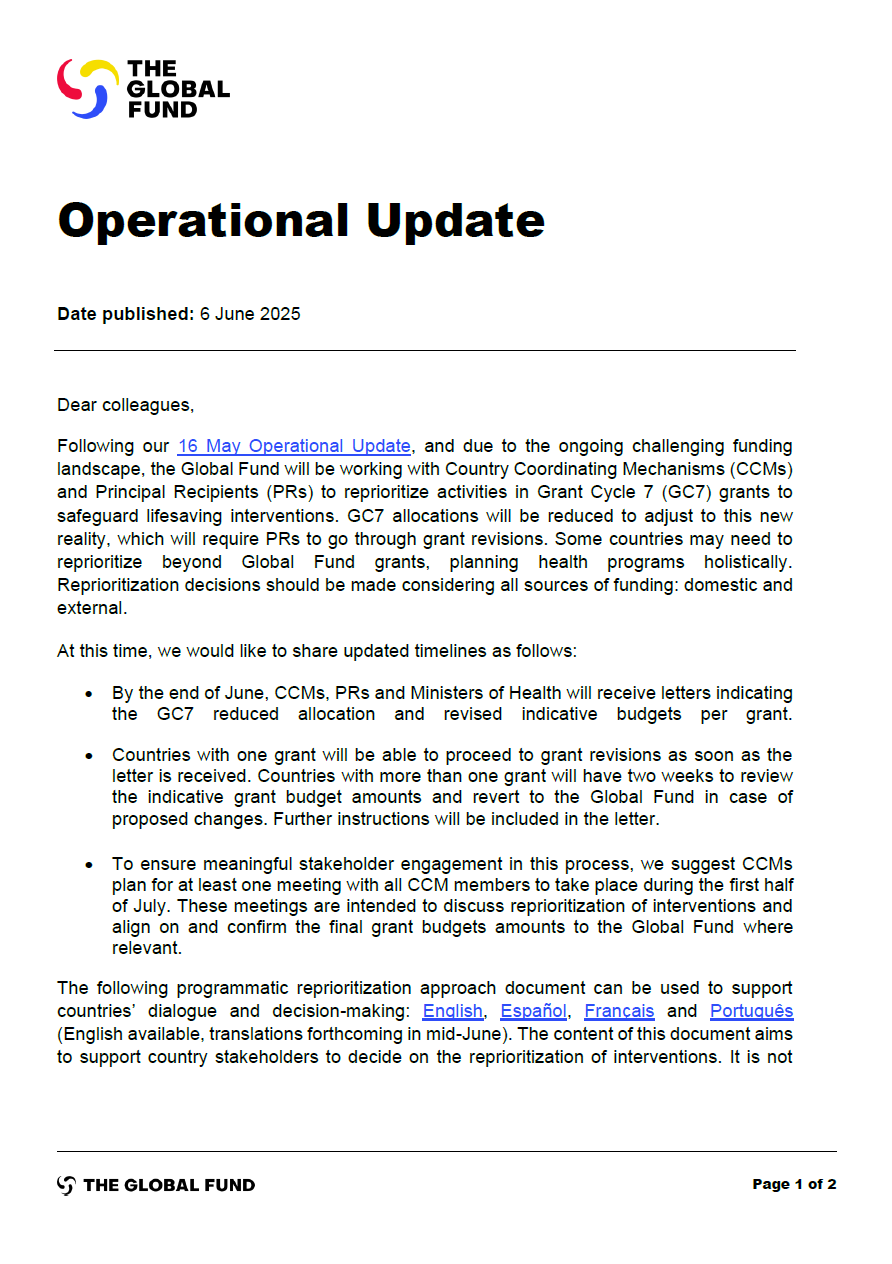 THE
GLOBAL
FUND
Operational Update
Date published: 6 June 2025
Dear colleagues,
Following our 16 May Operational Update, and due to the ongoing challenging funding
landscape, the Global Fund will be working with Country Coordinating Mechanisms (CCMs)
and Principal Recipients (PRs) to reprioritize activities in Grant Cycle 7 (GC7) grants to
safeguard lifesaving interventions. GC7 allocations will be reduced to adjust to this new
reality, which will require PRs to go through grant revisions. Some countries may need to
reprioritize beyond Global Fund grants, planning health programs holistically.
Reprioritization decisions should be made considering all sources of funding: domestic and
external.
At this time, we would like to share updated timelines as follows:
• By the end of June, CCMs, PRs and Ministers of Health will receive letters indicating
the GC7 reduced allocation and revised indicative budgets per grant.
• Countries with one grant will be able to proceed to grant revisions as soon as the
letter is received. Countries with more than one grant will have two weeks to review
the indicative grant budget amounts and revert to the Global Fund in case of
proposed changes. Further instructions will be included in the letter.
• To ensure meaningful stakeholder engagement in this process, we suggest CCMs
plan for at least one meeting with all CCM members to take place during the first half
of July. These meetings are intended to discuss reprioritization of interventions and
align on and confirm the final grant budgets amounts to the Global Fund where
relevant.
The following programmatic reprioritization approach document can be used to support
countries’ dialogue and decision-making: English, Español, Français and Português
(English available, translations forthcoming in mid-June). The content of this document aims
to support country stakeholders to decide on the reprioritization of interventions. It is not
THE GLOBAL FUND
Page 1 of 2